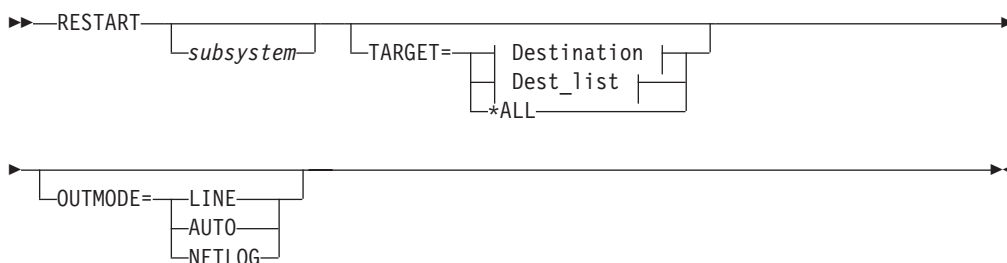 RESTART
subsystem
TARGET=
Destination
Dest_list
*ALL
OUTMODE=
LINE
AUTO
NETLOG